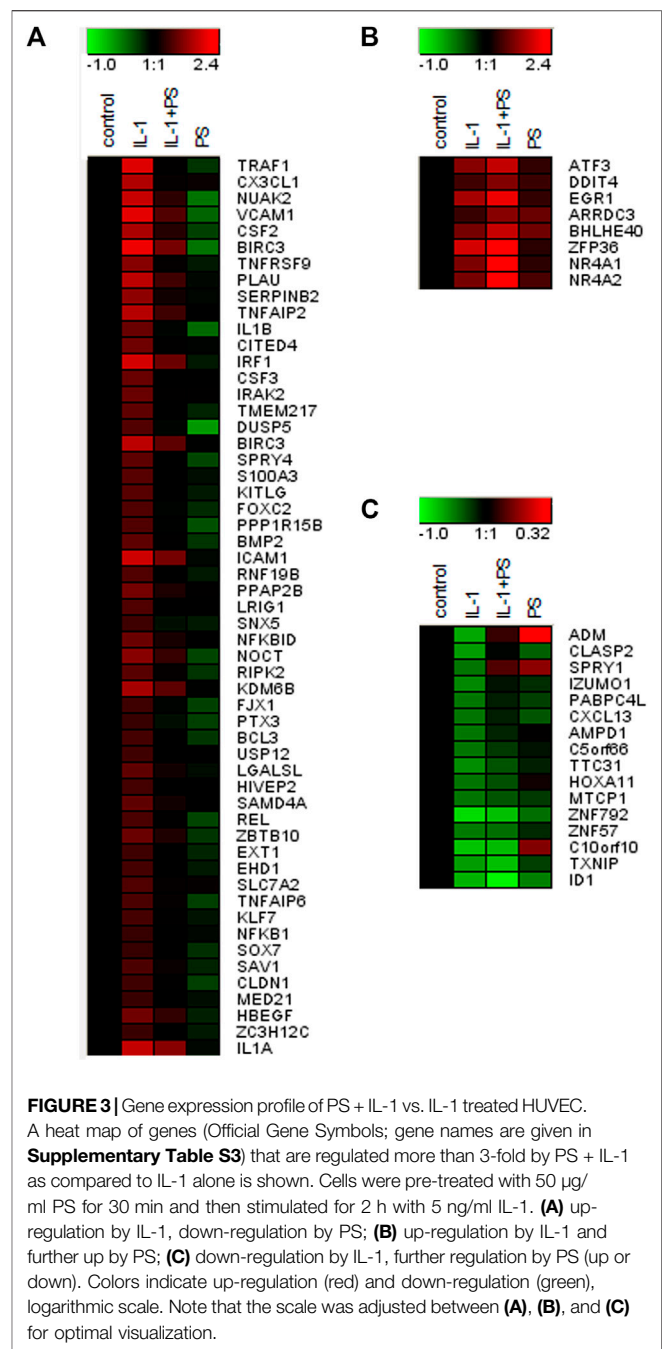 A
-1.0 1:1 2.4
control IL-1 IL-1+PS PS
TRAF1
CX3CL1
NUAK2
VCAM1
CSF2
BIRC3
TNFRSF9
PLAU
SERPINB2
TNFAIP2
IL1B
CITED4
IRF1
CSF3
IRAK2
TMEM217
DUSP5
BIRC3
SPRY4
S100A3
KITLG
FOXC2
PPP1R15B
BMP2
ICAM1
RNF19B
PPAP2B
LRIG1
SNX5
NFKBID
NOCT
RIPK2
KDM6B
FJX1
PTX3
BCL3
USP12
LGALSL
HIVEP2
SAMD4A
REL
ZBTB10
EXT1
EHD1
SLC7A2
TNFAIP6
KLF7
NFKB1
SOX7
SAV1
CLDN1
MED21
HBEGF
ZC3H12C
IL1A
B
-1.0 1:1 2.4
control IL-1 IL-1+PS PS
ATF3
DDIT4
EGR1
ARRDC3
BHLHE40
ZFP36
NR4A1
NR4A2
C
-1.0 1:1 0.32
control IL-1 IL-1+PS PS
ADM
CLASP2
SPRY1
IZUMO1
PABPC4L
CXCL13
AMPD1
C5orf66
TTC31
HOXA11
MTCP1
ZNF792
ZNF57
C10orf10
TXNIP
ID1
FIGURE 3 | Gene expression profile of PS + IL-1 vs. IL-1 treated HUVEC.
A heat map of genes (Official Gene Symbols; gene names are given in
Supplementary Table S3) that are regulated more than 3-fold by PS + IL-1
as compared to IL-1 alone is shown. Cells were pre-treated with 50 µg/
ml PS for 30 min and then stimulated for 2 h with 5 ng/ml IL-1. (A) up-
regulation by IL-1, down-regulation by PS; (B) up-regulation by IL-1 and
further up by PS; (C) down-regulation by IL-1, further regulation by PS (up or
down). Colors indicate up-regulation (red) and down-regulation (green),
logarithmic scale. Note that the scale was adjusted between (A), (B), and (C)
for optimal visualization.